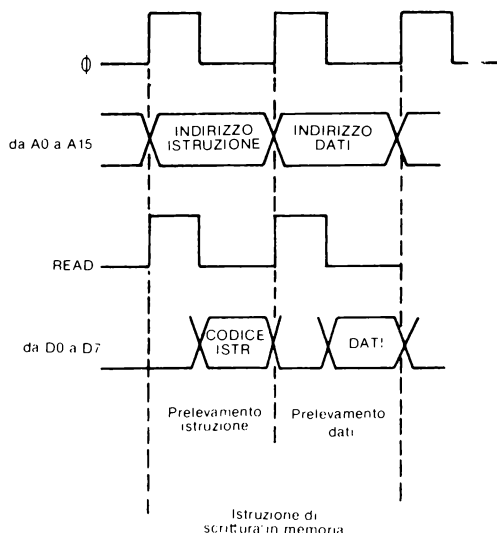 ϕ
da A0 a A15
INDIRIZZO
ISTRUZIONE
INDIRIZZO
DATI
READ
da D0 a D7
CODICE
ISTR
DATI
Prelevamento
istruzione
Prelevamento
dati
Istruzione di
scrittura in memoria